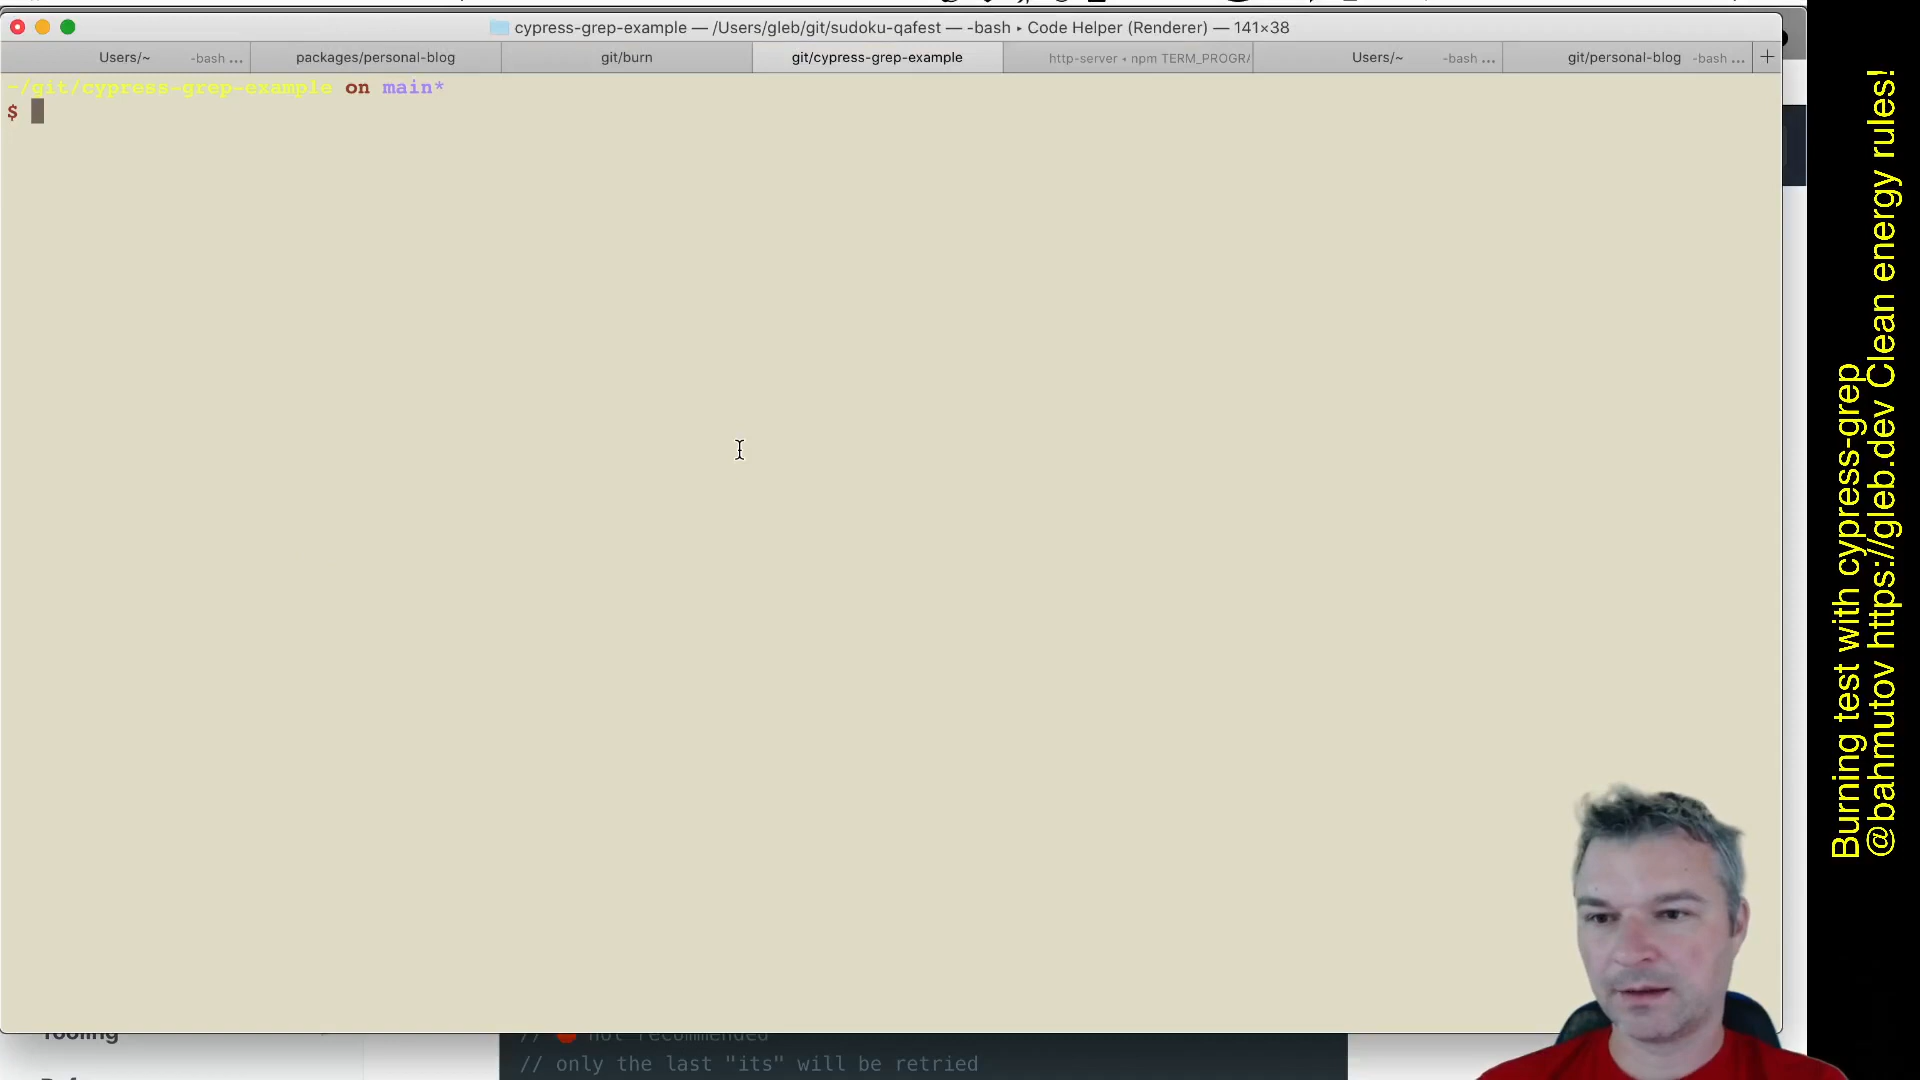 cypress-grep-example — /Users/gleb/git/sudoku-qafest — -bash ▸ Code Helper (Renderer) — 141×38
Users/~ -bash ... packages/personal-blog git/burn git/cypress-grep-example http-server • npm TERM_PROGR Users/~ -bash ... git/personal-blog -bash ... +
~/git/cypress-grep-example on main*
$
Tooling
// 🛑 not recommended
// only the last "its" will be retried
Burning test with cypress-grep
@bahmutov https://gleb.dev Clean energy rules!